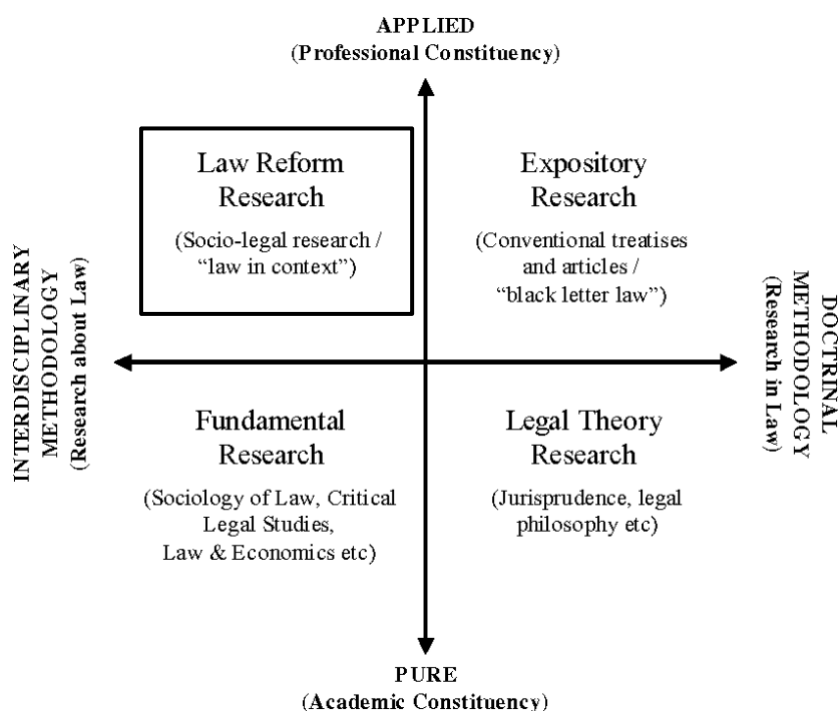 APPLIED
(Professional Constituency)
Law Reform
Research
(Socio-legal research /
“law in context”)
Expository
Research
(Conventional treatises
and articles /
“black letter law”)
INTERDISCIPLINARY
METHODOLOGY
(Research about Law)
DOCTRINAL
METHODOLOGY
(Research in Law)
Fundamental
Research
(Sociology of Law, Critical
Legal Studies,
Law & Economics etc)
Legal Theory
Research
(Jurisprudence, legal
philosophy etc)
PURE
(Academic Constituency)